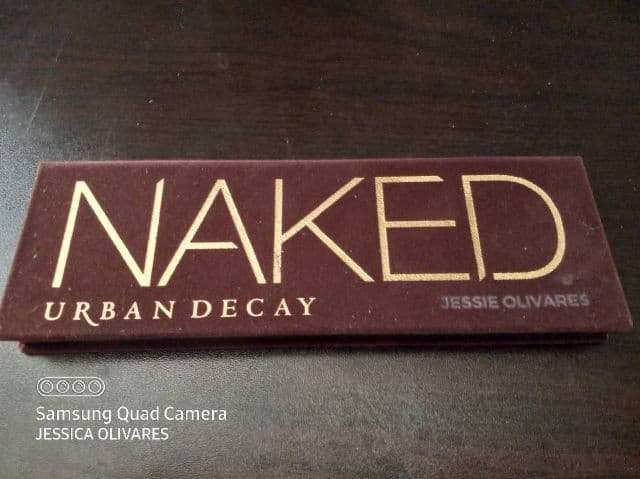 NAKED
URBAN DECAY
JESSIE OLIVARES
Samsung Quad Camera
JESSICA OLIVARES